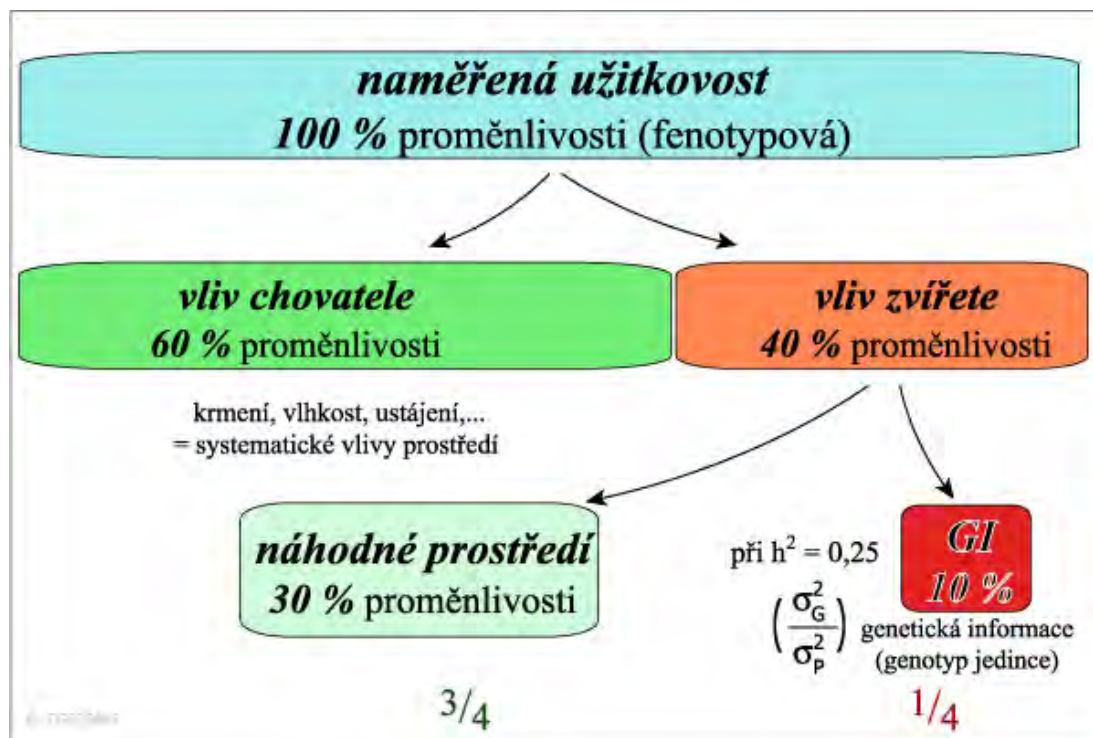 naměřená užitkovost
100 % proměnlivosti (fenotypová)
vliv chovatele
60 % proměnlivosti
vliv zvířete
40 % proměnlivosti
krmení, vlhkost, ustájení,...
= systematické vlivy prostředí
náhodné prostředí
30 % proměnlivosti
při h² = 0,25
(σ²G / σ²P)
GI
10 %
genetická informace
(genotyp jedince)
3/4
1/4